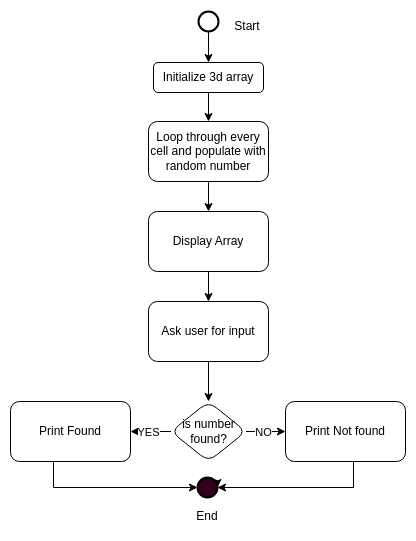 Start
Initialize 3d array
Loop through every
cell and populate with
random number
Display Array
Ask user for input
is number
found?
YES
NO
Print Found
Print Not found
End